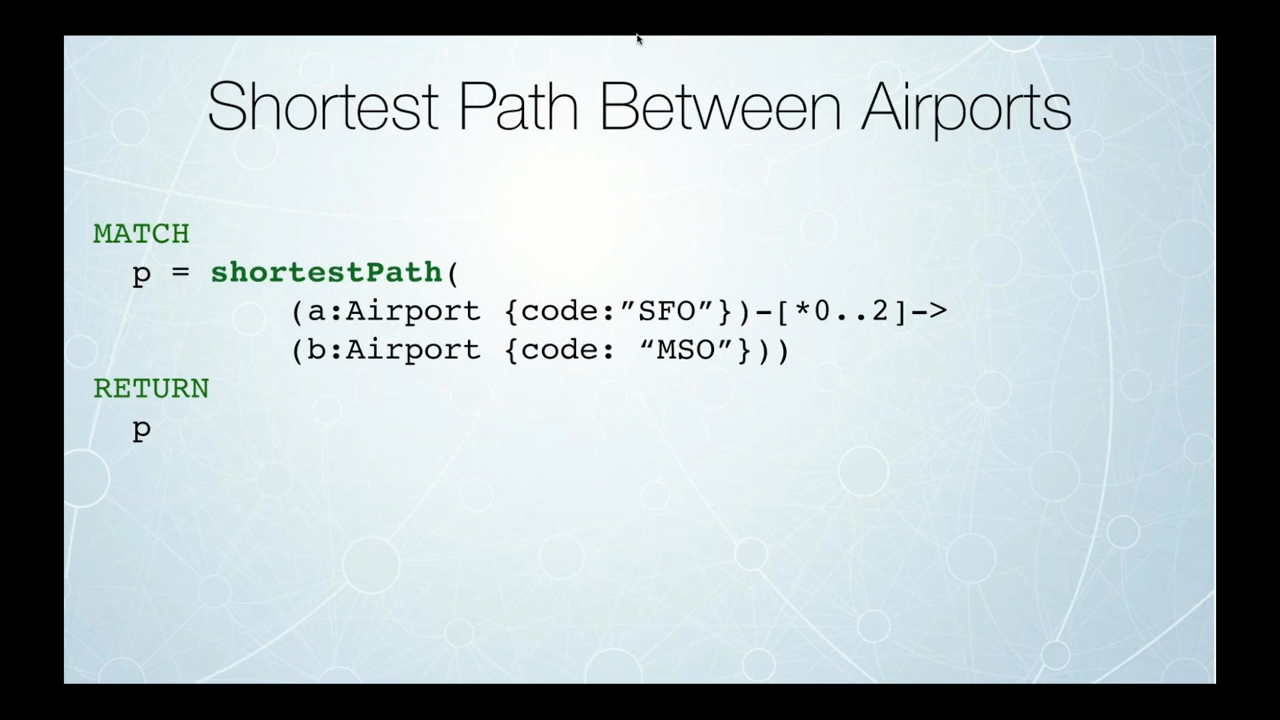 Shortest Path Between Airports
MATCH
p = shortestPath(
(a:Airport {code:”SFO”})-[*0..2]->
(b:Airport {code: “MSO”}))
RETURN
p